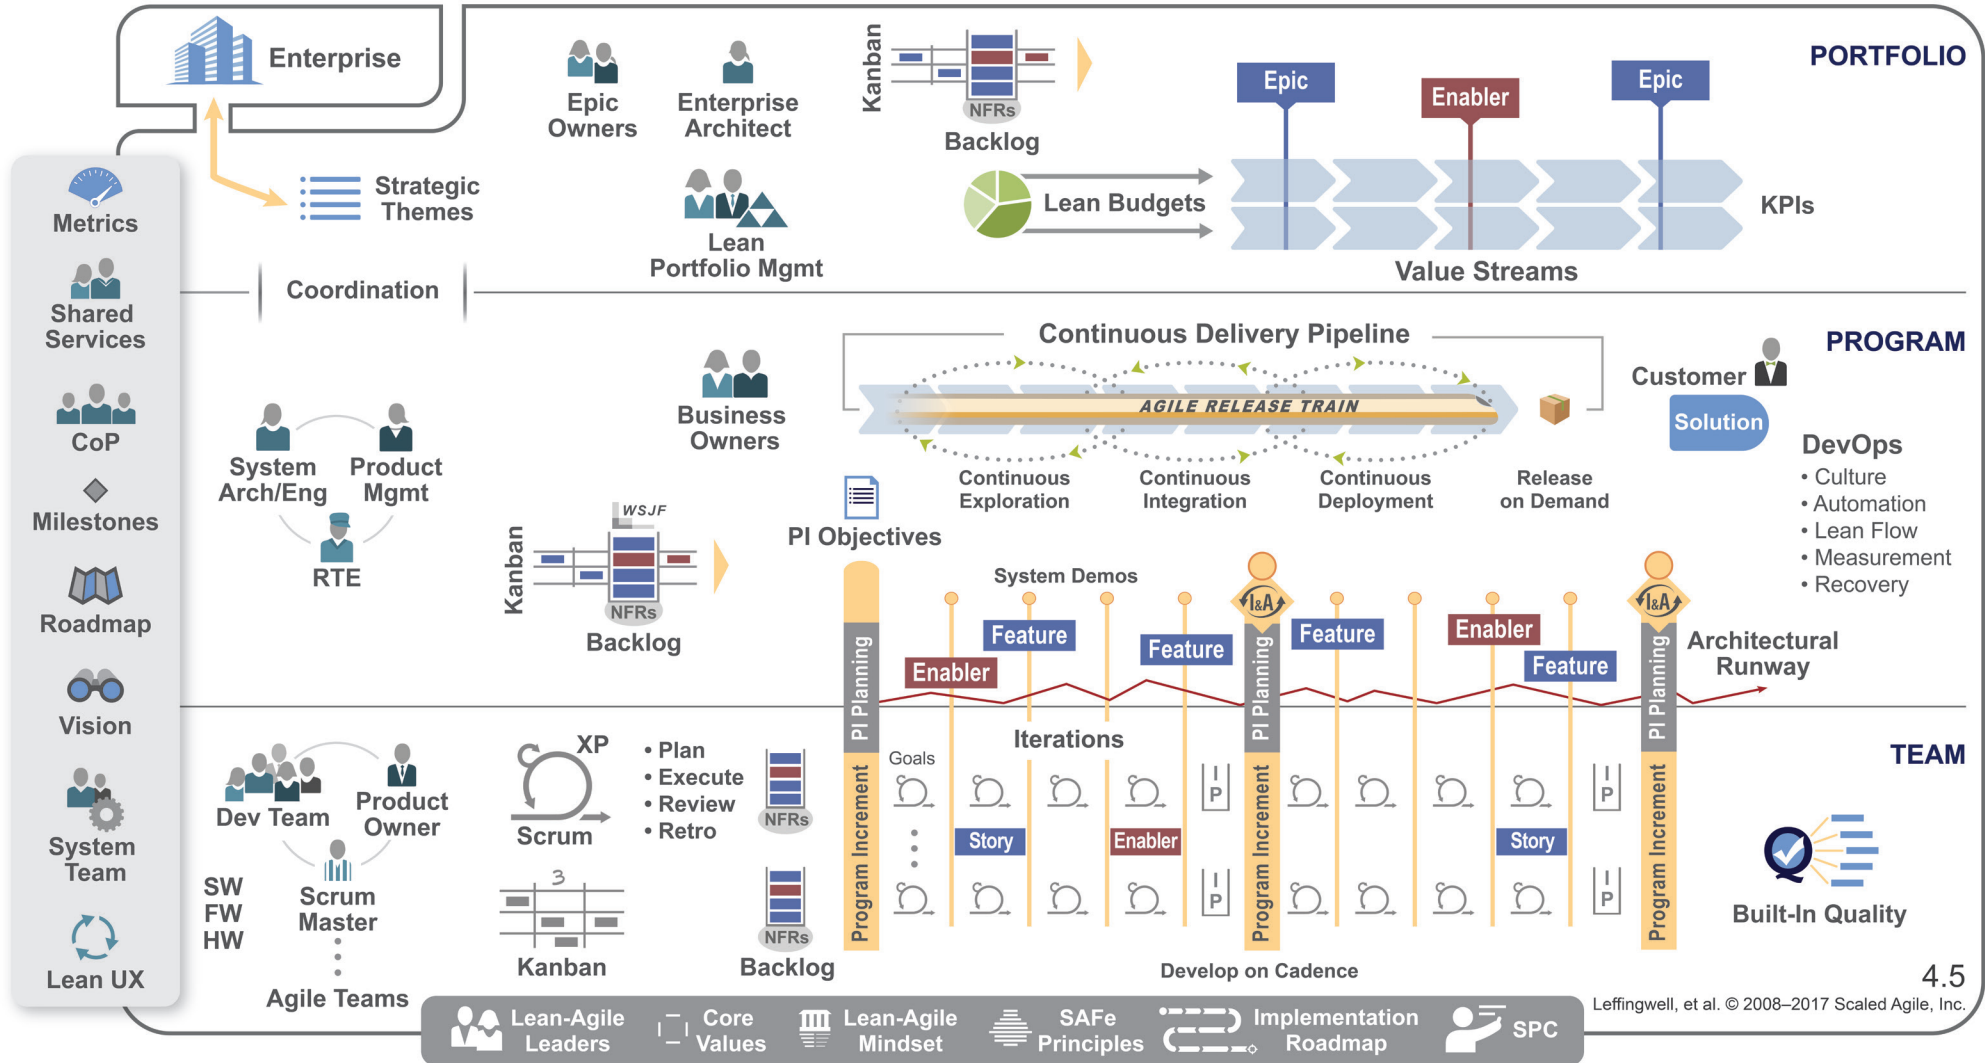 Enterprise
Strategic
Themes
Epic
Owners
Enterprise
Architect
Lean
Portfolio Mgmt
Kanban
NFRs
Backlog
Lean Budgets
Epic
Enabler
Epic
Value Streams
KPIs
PORTFOLIO
Metrics
Shared
Services
CoP
Milestones
Roadmap
Vision
System
Team
Lean UX
Coordination
PROGRAM
System
Arch/Eng
Product
Mgmt
RTE
Business
Owners
Kanban
WSJF
NFRs
Backlog
Continuous Delivery Pipeline
AGILE RELEASE TRAIN
Continuous
Exploration
Continuous
Integration
Continuous
Deployment
Release
on Demand
Customer
Solution
DevOps
• Culture
• Automation
• Lean Flow
• Measurement
• Recovery
PI Objectives
System Demos
PI Planning
Enabler
Feature
Feature
I&A
PI Planning
Feature
Enabler
Feature
I&A
PI Planning
Architectural
Runway
TEAM
Dev Team
Product
Owner
Scrum
Master
SW
FW
HW
Agile Teams
XP
Scrum
• Plan
• Execute
• Review
• Retro
3
Kanban
NFRs
NFRs
Backlog
Program Increment
Goals
Iterations
Story
Enabler
I
P
I
P
Program Increment
Story
I
P
I
P
Program Increment
Develop on Cadence
Built-In Quality
4.5
Leffingwell, et al. © 2008–2017 Scaled Agile, Inc.
Lean-Agile
Leaders
Core
Values
Lean-Agile
Mindset
SAFe
Principles
Implementation
Roadmap
SPC